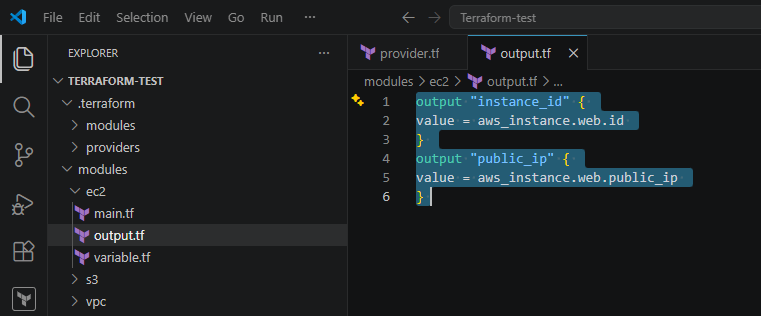 File Edit Selection View Go Run ···
Terraform-test
EXPLORER ···
TERRAFORM-TEST
.terraform
modules
providers
modules
ec2
main.tf
output.tf
variable.tf
s3
vpc
provider.tf
output.tf
modules > ec2 > output.tf > ...
1 output "instance_id" {
2 value = aws_instance.web.id
3 }
4 output "public_ip" {
5 value = aws_instance.web.public_ip
6 }